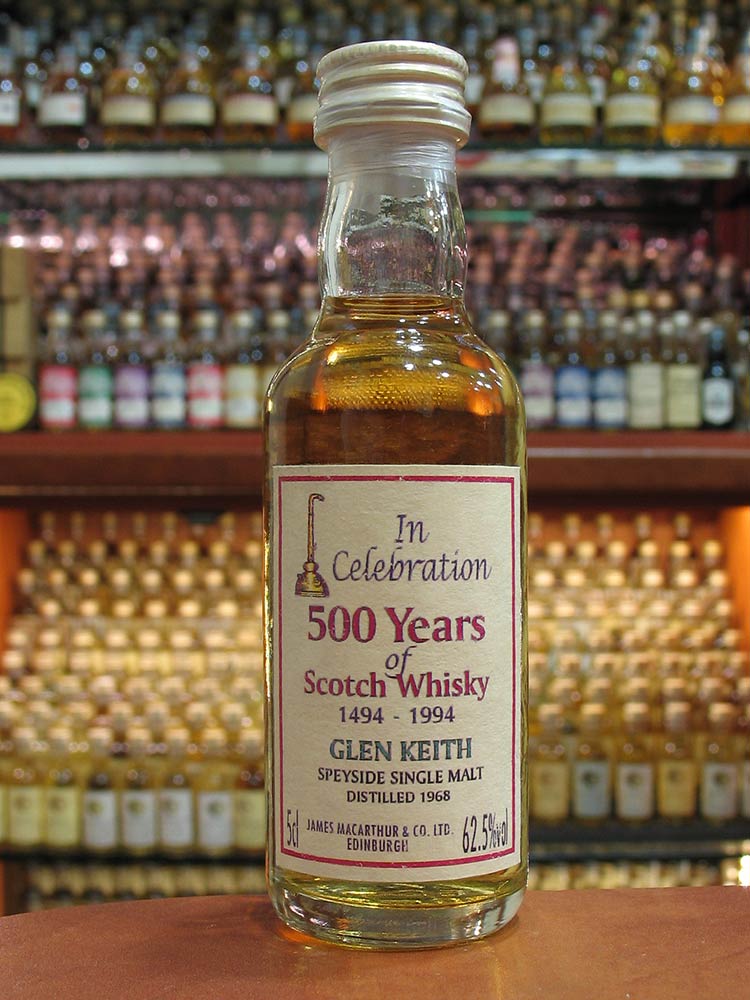 In
Celebration
500 Years
of
Scotch Whisky
1494 - 1994
GLEN KEITH
SPEYSIDE SINGLE MALT
DISTILLED 1968
5cl JAMES MACARTHUR & CO. LTD. 62.5%vol
EDINBURGH